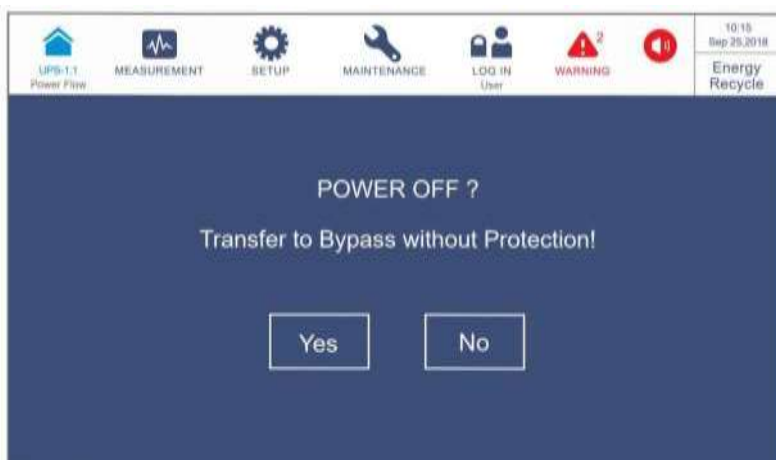 UPS-1.1
Power Flow
MEASUREMENT
SETUP
MAINTENANCE
LOG IN
User
2
WARNING
10:15
Sep 25,2018
Energy
Recycle
POWER OFF ?
Transfer to Bypass without Protection!
Yes
No